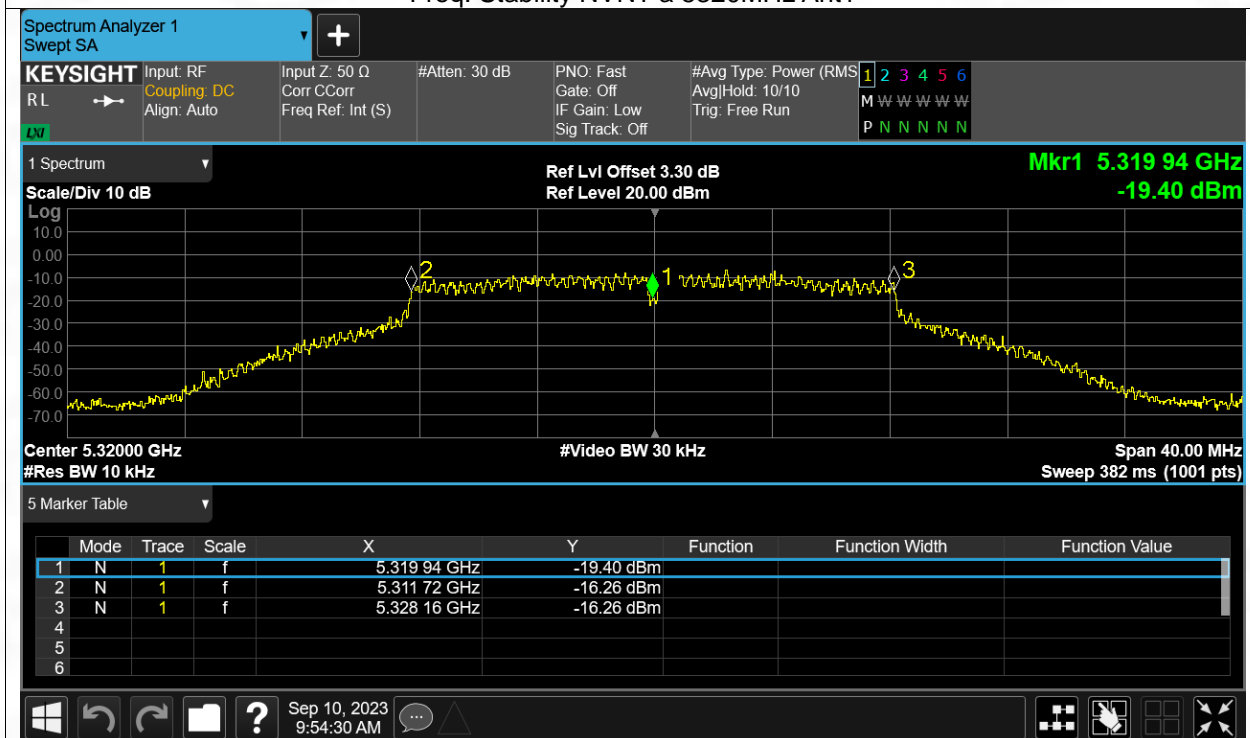 Freq. Stability NVNT a 5320MHz Ant1
Spectrum Analyzer 1
Swept SA
+
KEYSIGHT
RL
LXI
Input: RF
Coupling: DC
Align: Auto
Input Z: 50 Ω
Corr CCorr
Freq Ref: Int (S)
#Atten: 30 dB
PNO: Fast
Gate: Off
IF Gain: Low
Sig Track: Off
#Avg Type: Power (RMS
Avg|Hold: 10/10
Trig: Free Run
1 2 3 4 5 6
M W W W W W
P N N N N N
1 Spectrum
Scale/Div 10 dB
Ref Lvl Offset 3.30 dB
Ref Level 20.00 dBm
Mkr1 5.319 94 GHz
-19.40 dBm
Log
10.0
0.00
-10.0
-20.0
-30.0
-40.0
-50.0
-60.0
-70.0
2
1
3
Center 5.32000 GHz
#Res BW 10 kHz
#Video BW 30 kHz
Span 40.00 MHz
Sweep 382 ms (1001 pts)
5 Marker Table
Mode Trace Scale X Y Function Function Width Function Value
1 N 1 f 5.319 94 GHz -19.40 dBm
2 N 1 f 5.311 72 GHz -16.26 dBm
3 N 1 f 5.328 16 GHz -16.26 dBm
4
5
6
?
Sep 10, 2023
9:54:30 AM